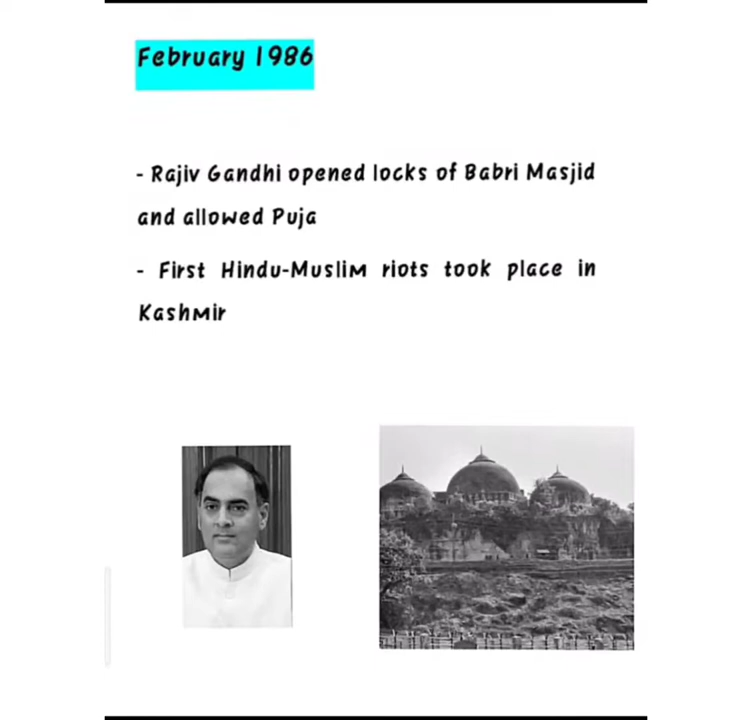 February 1986
- Rajiv Gandhi opened locks of Babri Masjid
and allowed Puja
- First Hindu-Muslim riots took place in
Kashmir